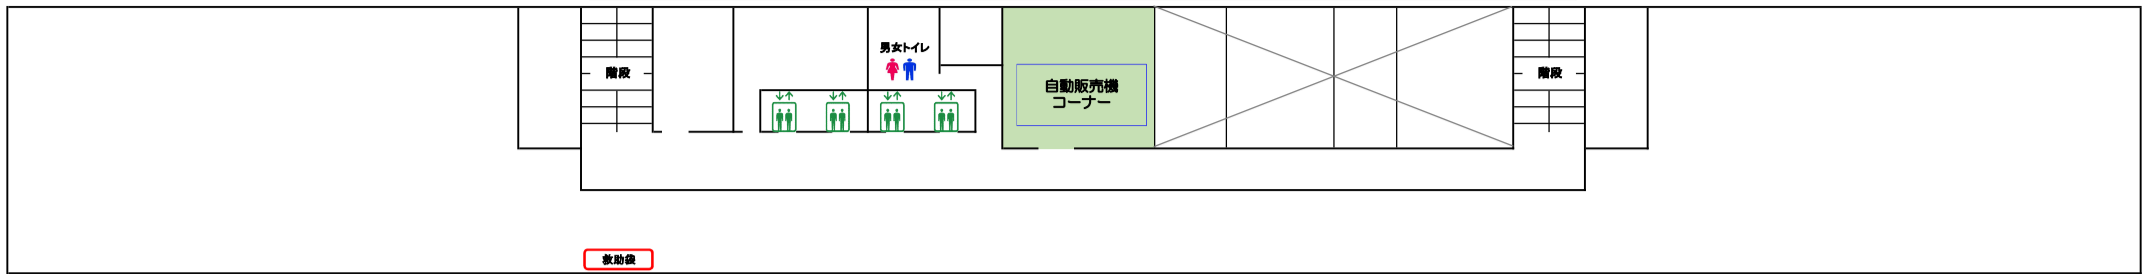 男女トイレ
階段
自動販売機
コーナー
階段
救助袋